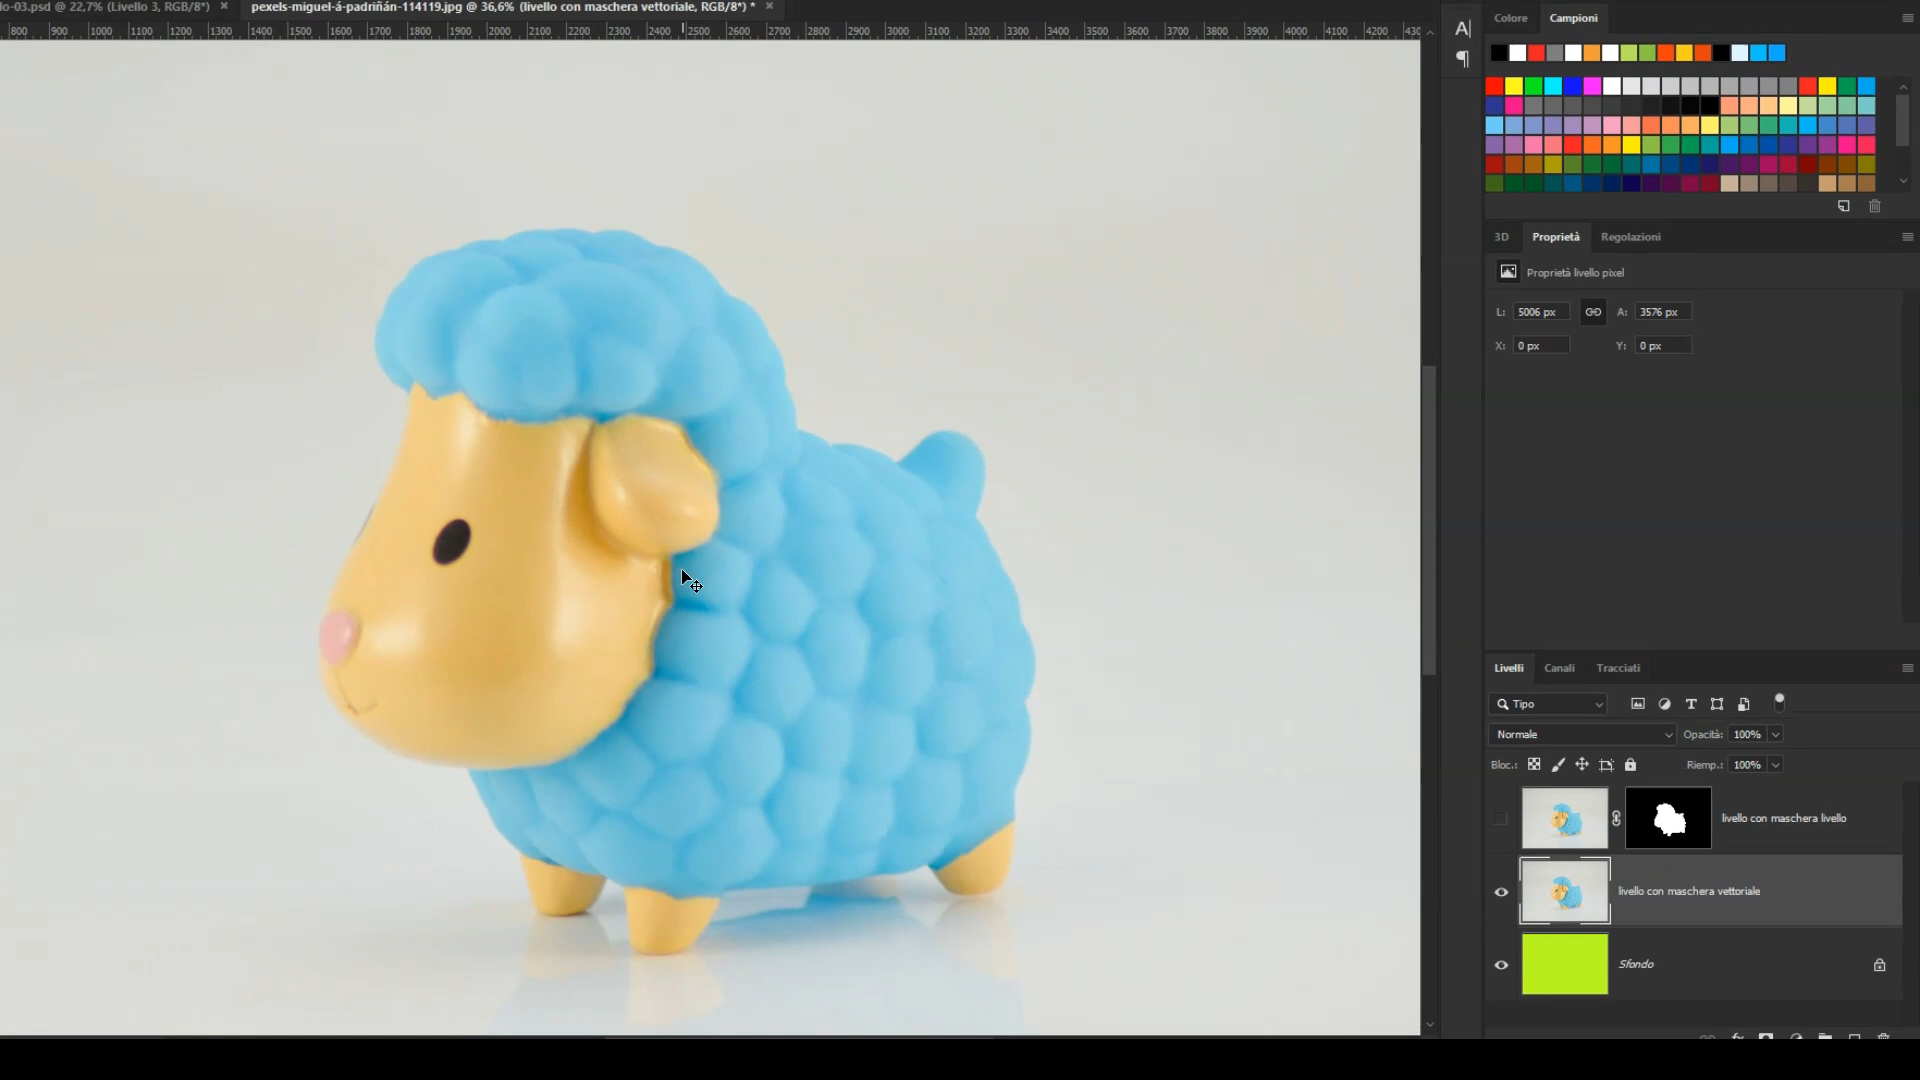 lo-03.psd @ 22,7% (Livello 3, RGB/8*) × pexels-miguel-á-padriñán-114119.jpg @ 36,6% (livello con maschera vettoriale, RGB/8*) * ×
800 900 1000 1100 1200 1300 1400 1500 1600 1700 1800 1900 2000 2100 2200 2300 2400 2500 2600 2700 2800 2900 3000 3100 3200 3300 3400 3500 3600 3700 3800 3900 4000 4100 4200 430
A ¶
Colore Campioni
3D Proprietà Regolazioni
Proprietà livello pixel
L: 5006 px A: 3576 px
X: 0 px Y: 0 px
Livelli Canali Tracciati
Tipo T
Normale Opacità: 100%
Bloc.: Riemp.: 100%
livello con maschera livello
livello con maschera vettoriale
Sfondo